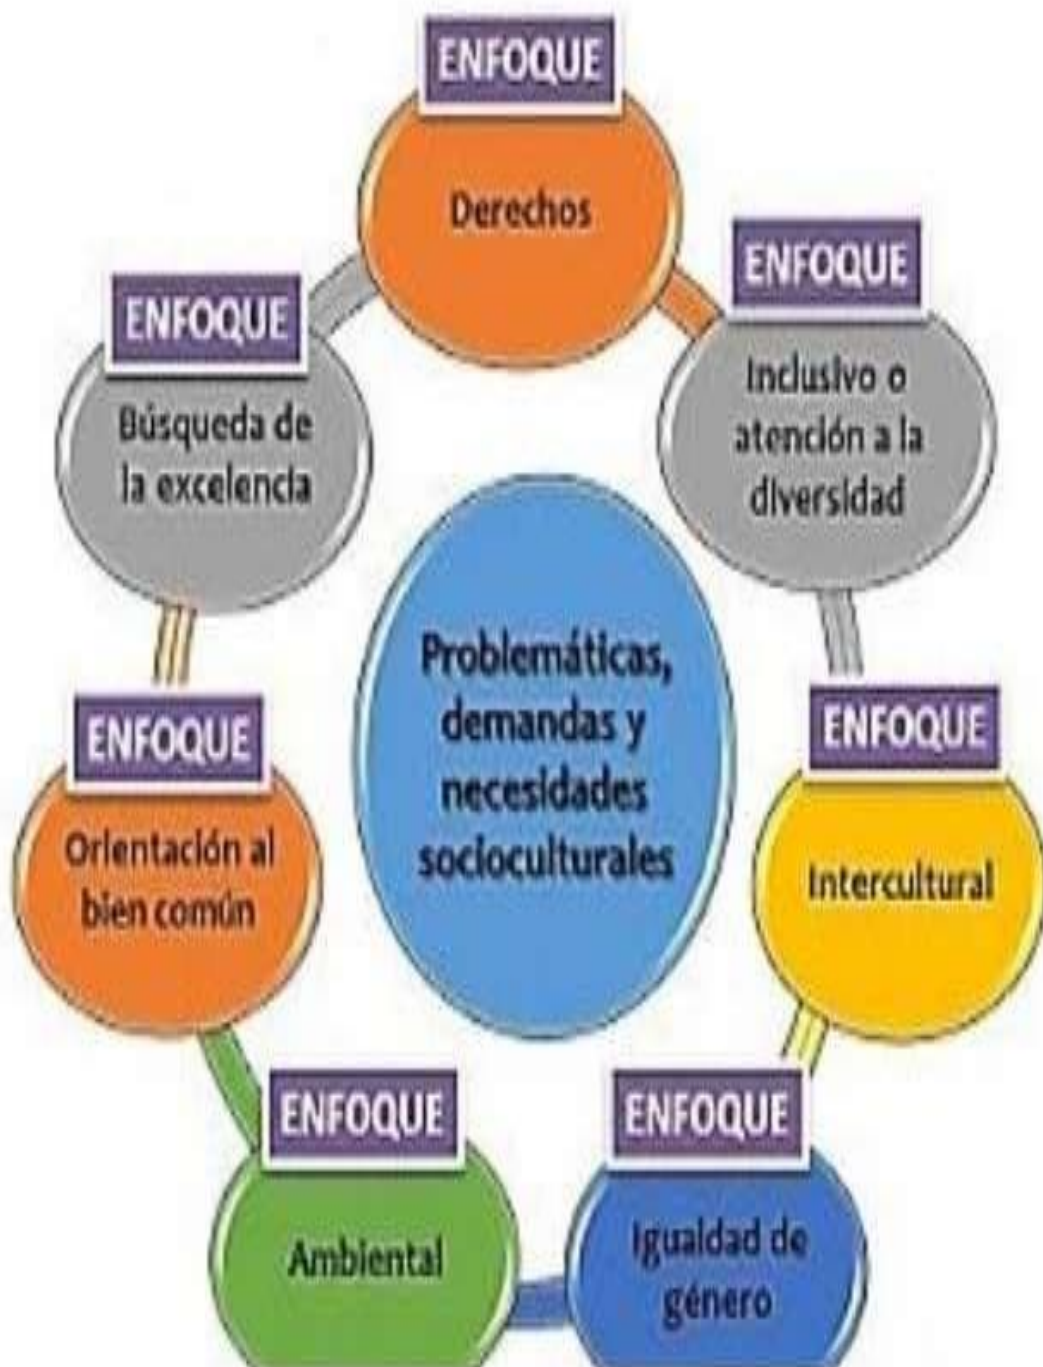 ENFOQUE
Derechos
ENFOQUE
Inclusivo o
atención a la
diversidad
ENFOQUE
Intercultural
ENFOQUE
Igualdad de
género
ENFOQUE
Ambiental
ENFOQUE
Orientación al
bien común
ENFOQUE
Búsqueda de
la excelencia
Problemáticas,
demandas y
necesidades
socioculturales